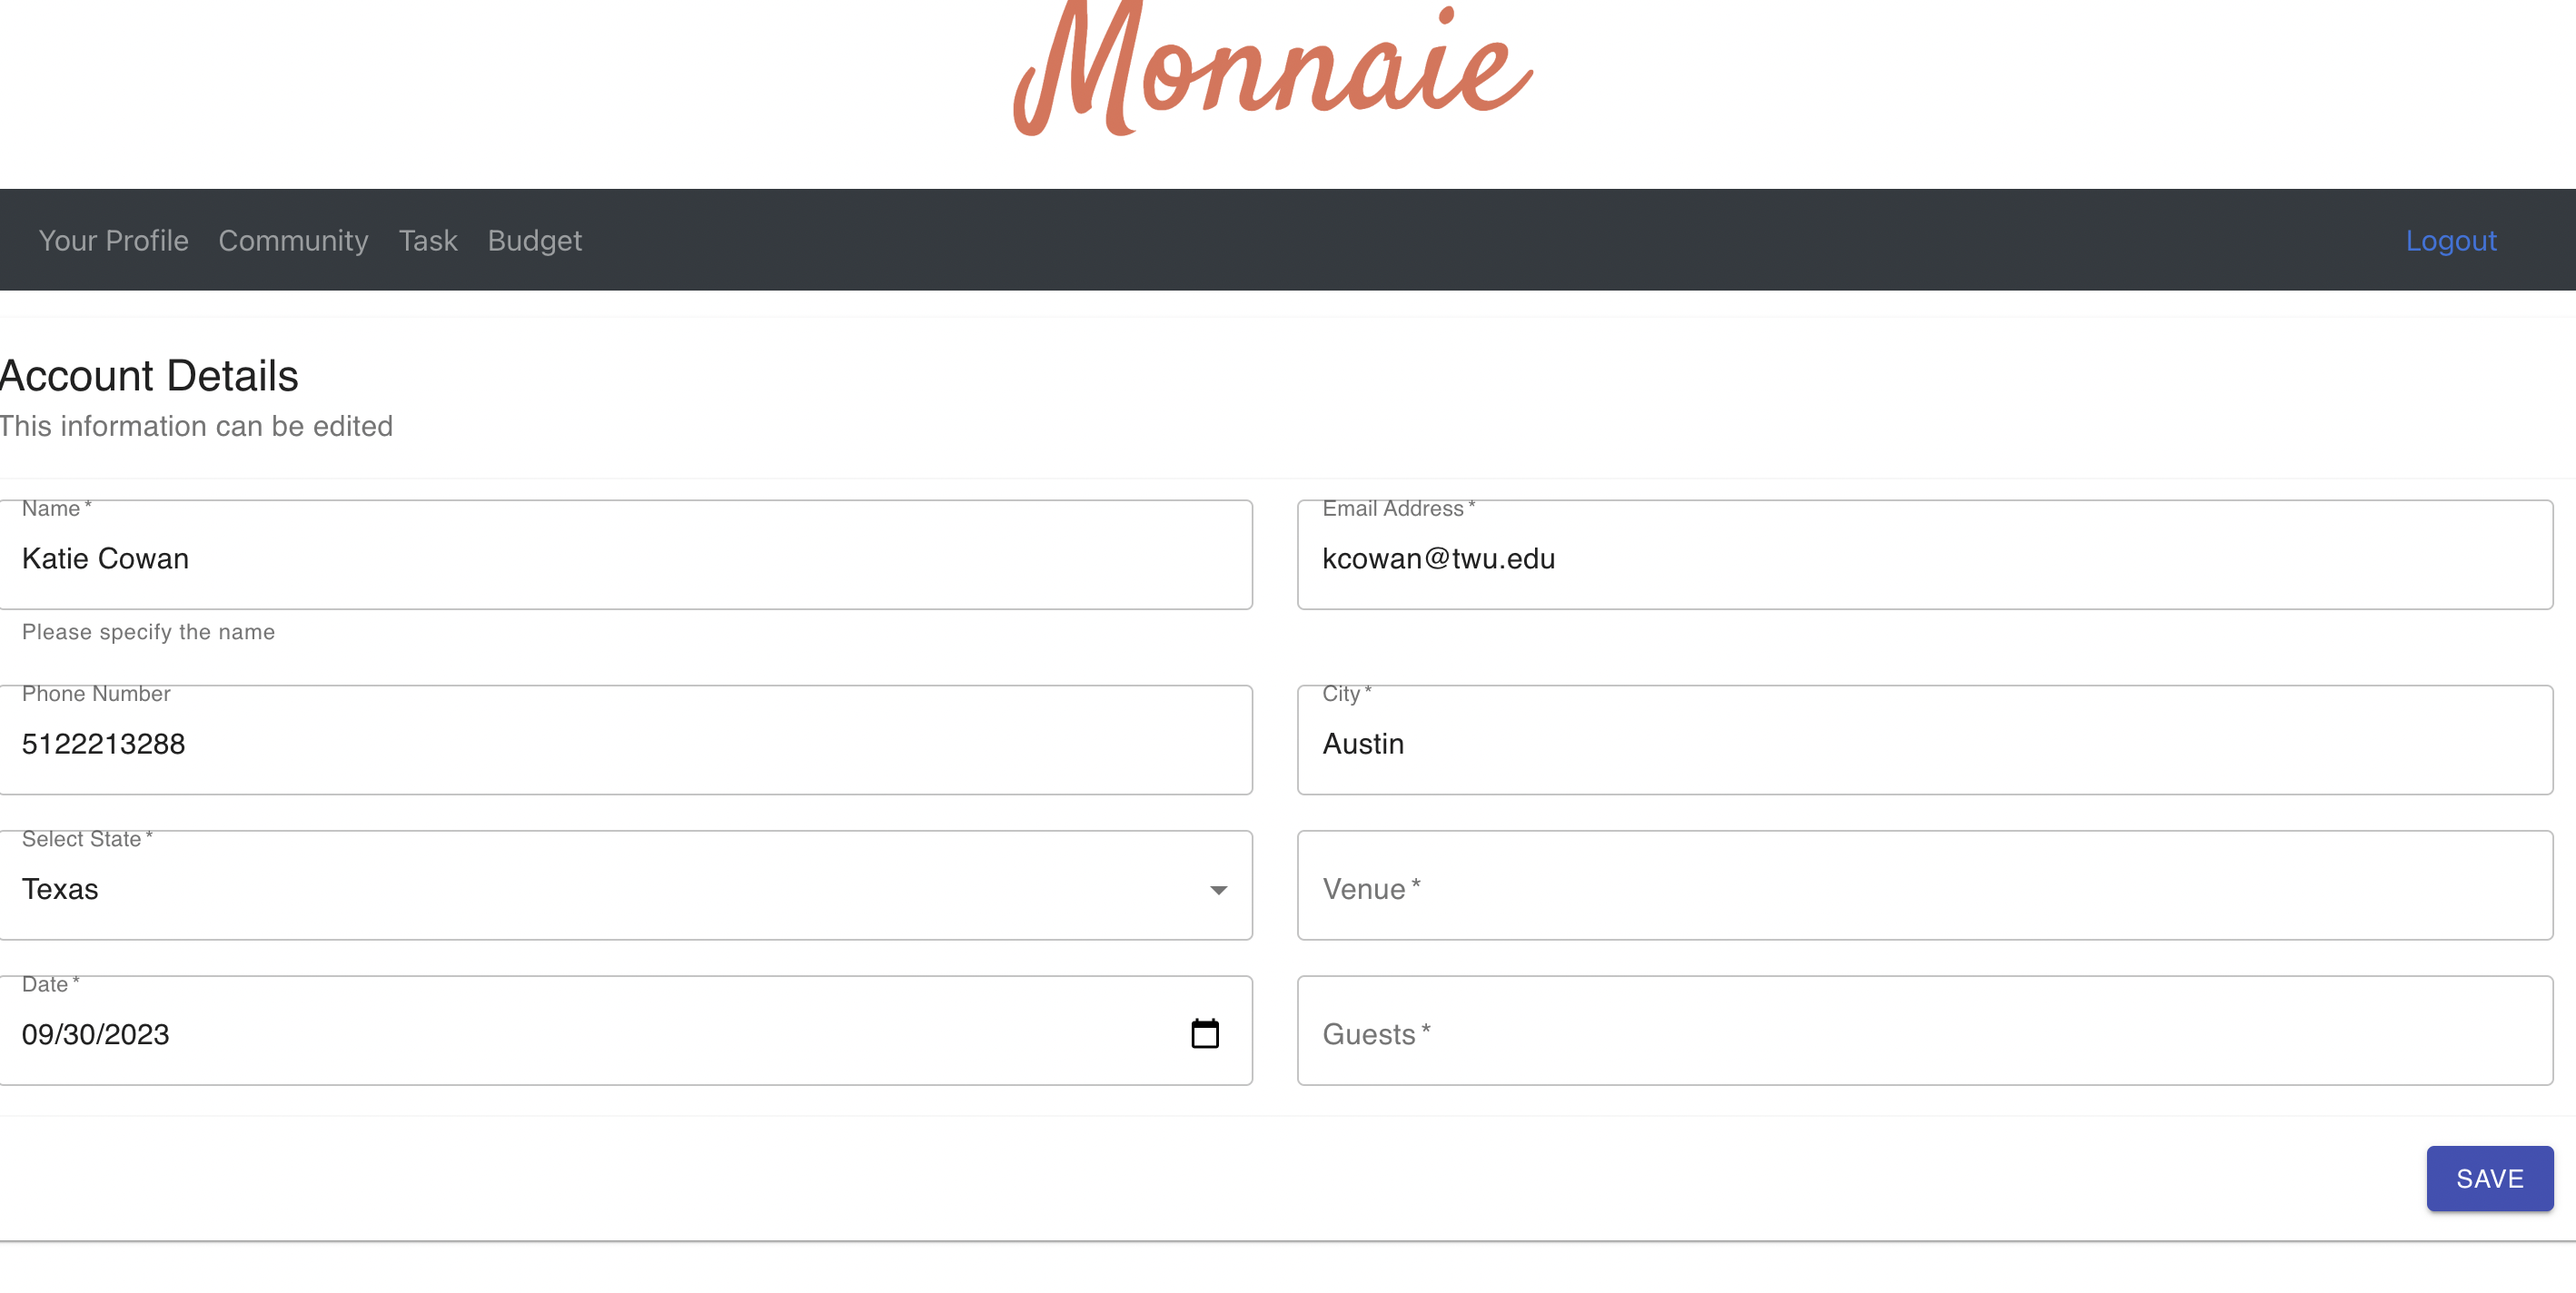 Monnaie
Your Profile Community Task Budget Logout
Account Details
This information can be edited
Name *
Katie Cowan
Email Address *
kcowan@twu.edu
Please specify the name
Phone Number
5122213288
City *
Austin
Select State *
Texas
Venue *
Date *
09/30/2023
Guests *
SAVE